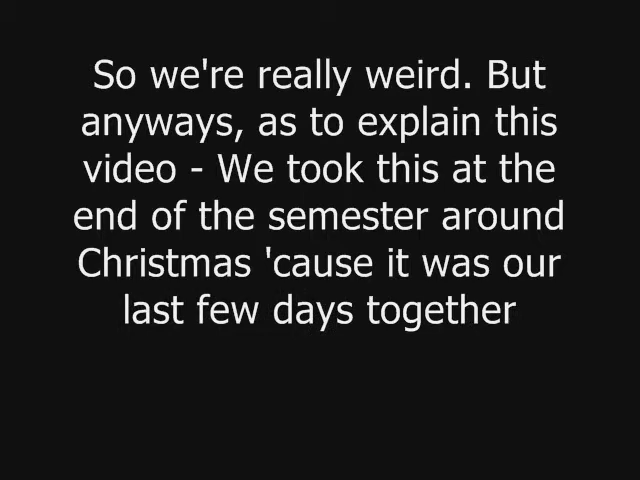 So we're really weird. But
anyways, as to explain this
video - We took this at the
end of the semester around
Christmas 'cause it was our
last few days together